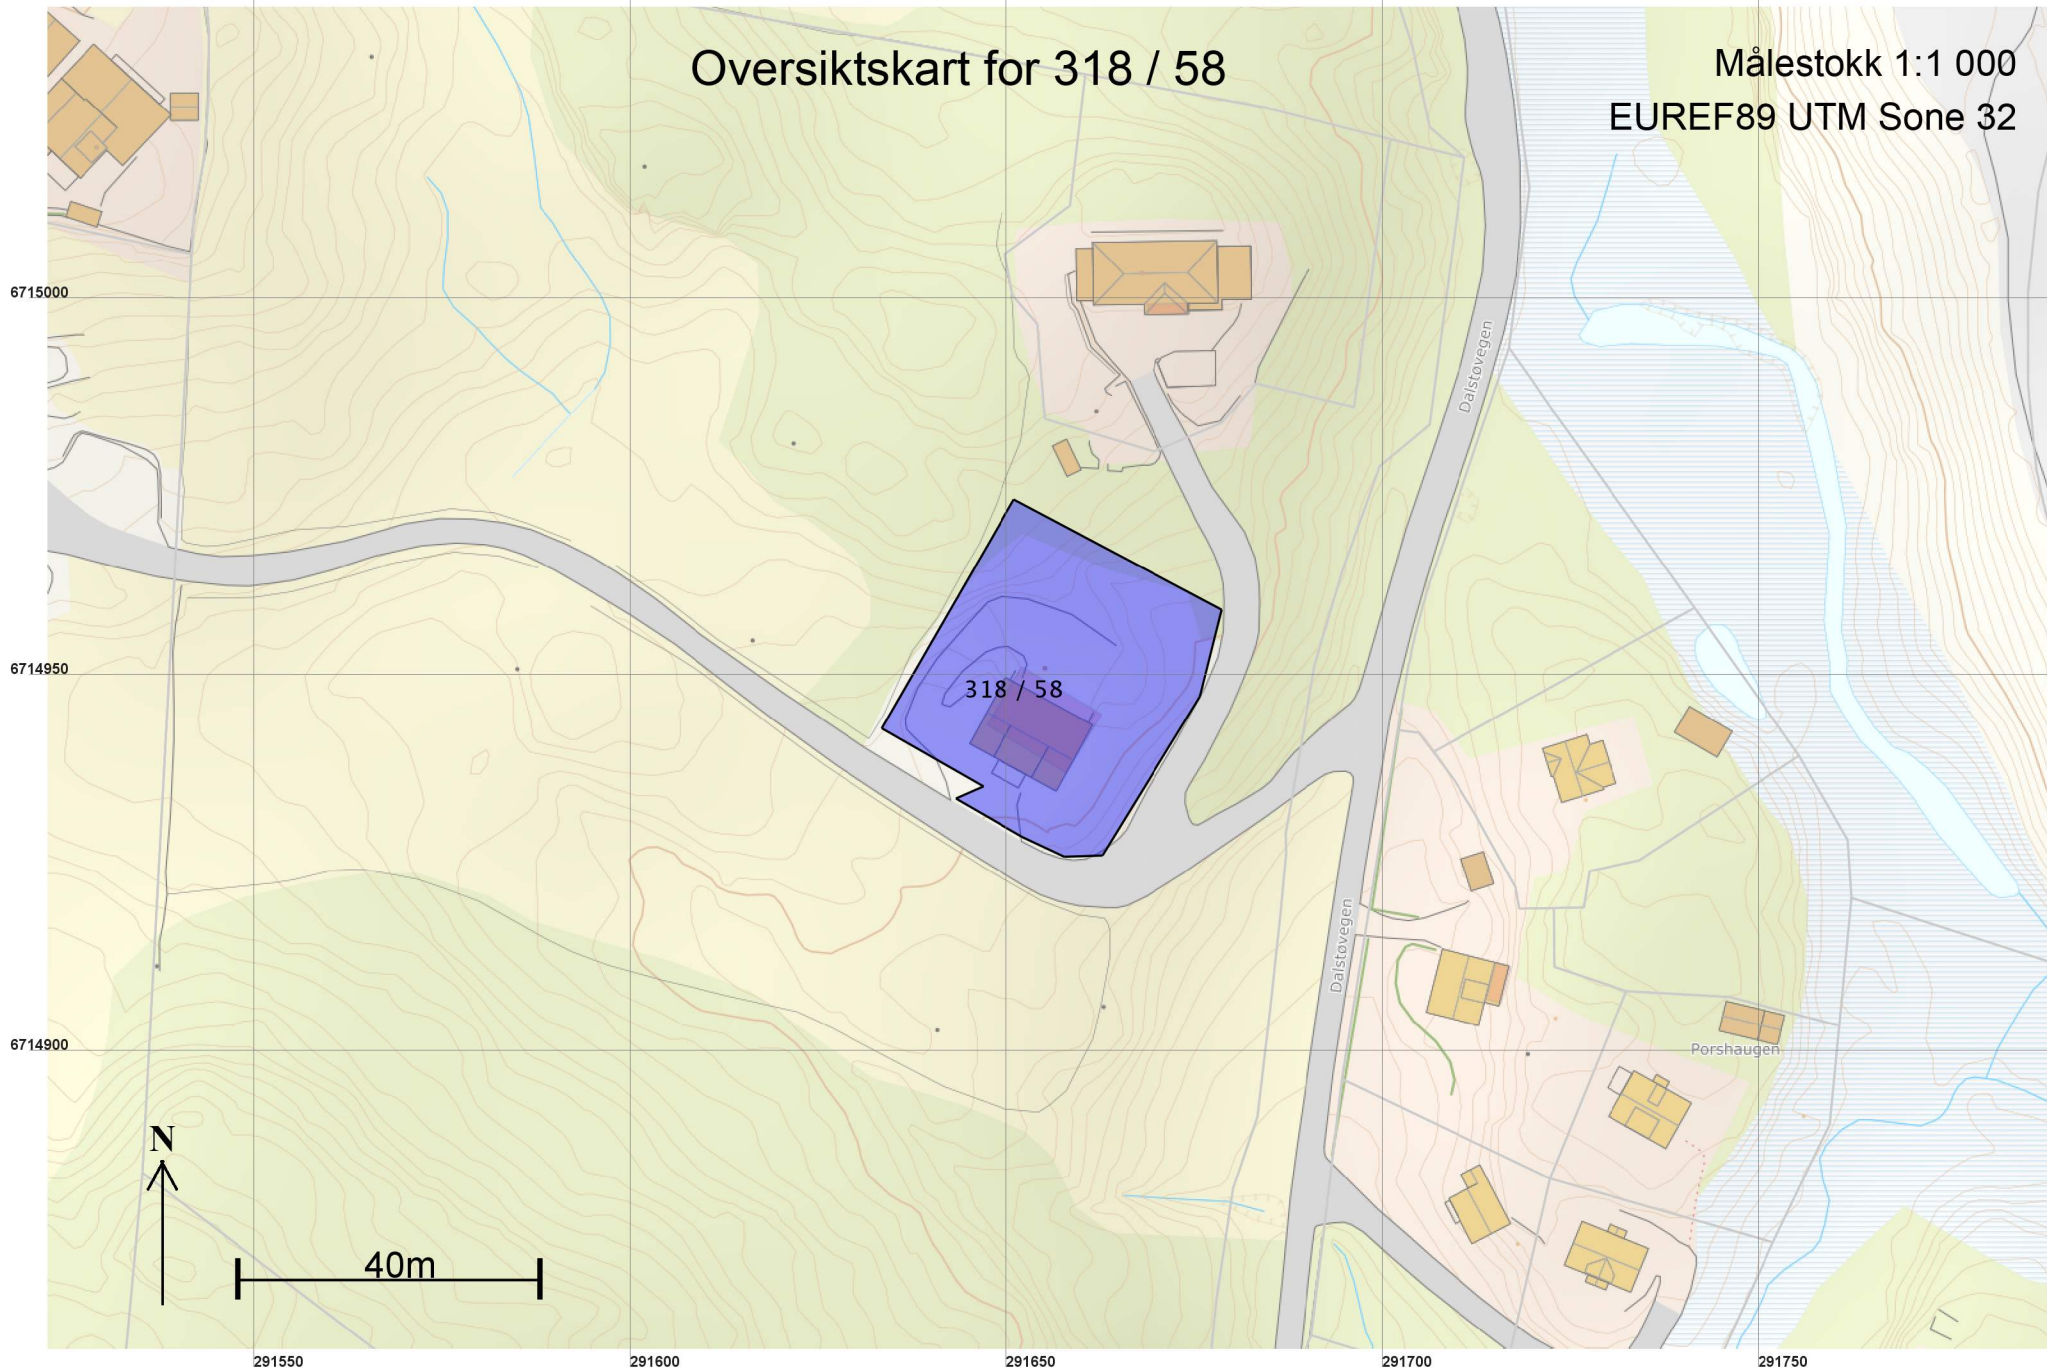 Oversiktskart for 318 / 58
Målestokk 1:1 000
EUREF89 UTM Sone 32
6715000
Dalstøvegen
6714950
318 / 58
Dalstøvegen
6714900
Porshaugen
N
40m
291550
291600
291650
291700
291750